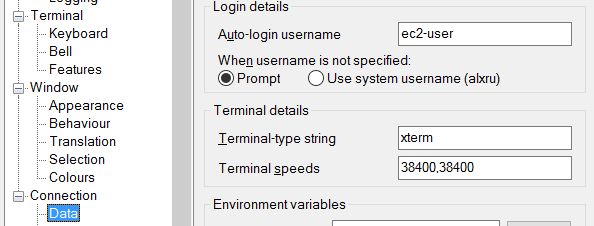 Logging
Terminal
Keyboard
Bell
Features
Window
Appearance
Behaviour
Translation
Selection
Colours
Connection
Data
Login details
Auto-login username ec2-user
When username is not specified:
Prompt Use system username (alxru)
Terminal details
Terminal-type string xterm
Terminal speeds 38400,38400
Environment variables